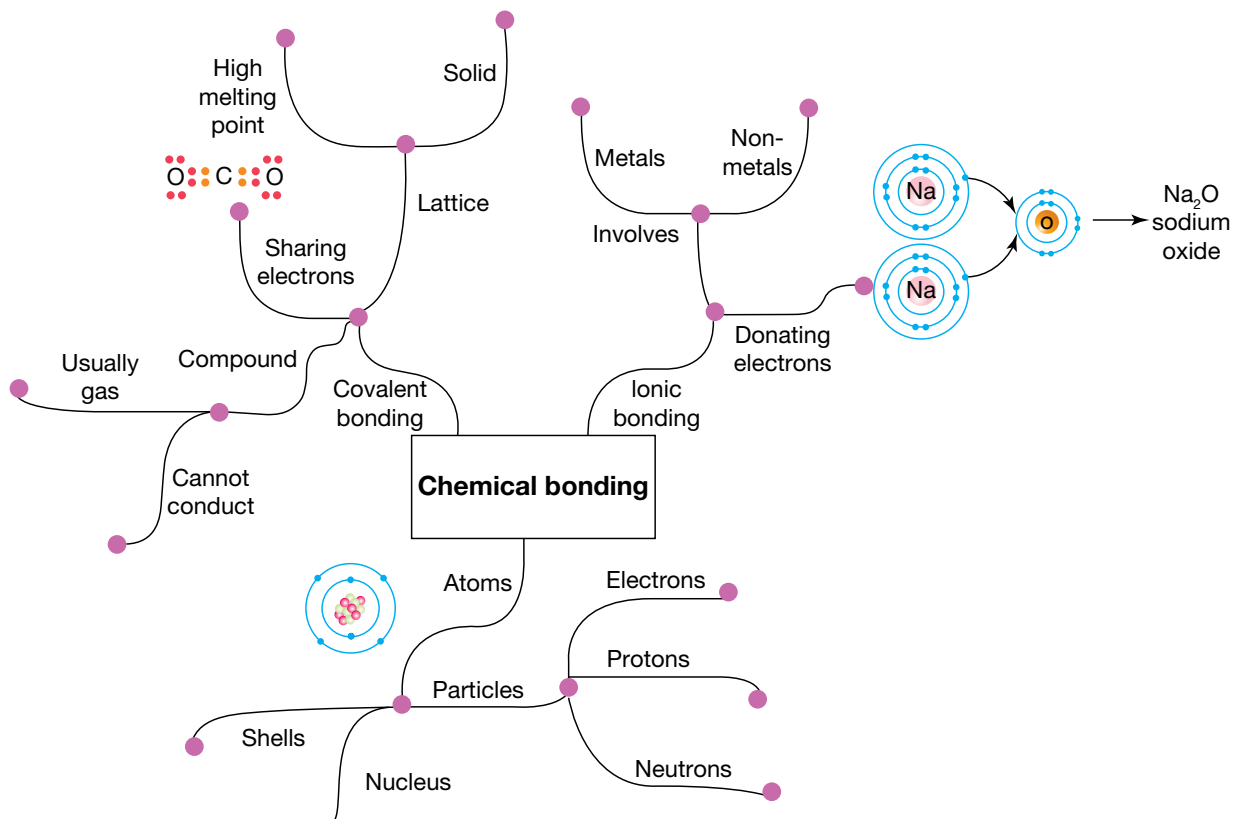 High
melting
point
Solid
O C O
Lattice
Sharing
electrons
Metals
Non-
metals
Involves
Na
Na
O
Na₂O
sodium
oxide
Donating
electrons
Usually
gas
Compound
Covalent
bonding
Ionic
bonding
Cannot
conduct
Chemical bonding
Atoms
Electrons
Protons
Particles
Shells
Nucleus
Neutrons